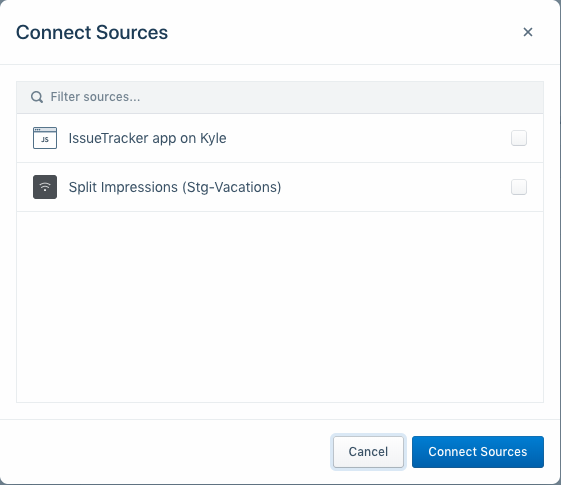 Connect Sources
Filter sources...
JS
IssueTracker app on Kyle
Split Impressions (Stg-Vacations)
Cancel
Connect Sources